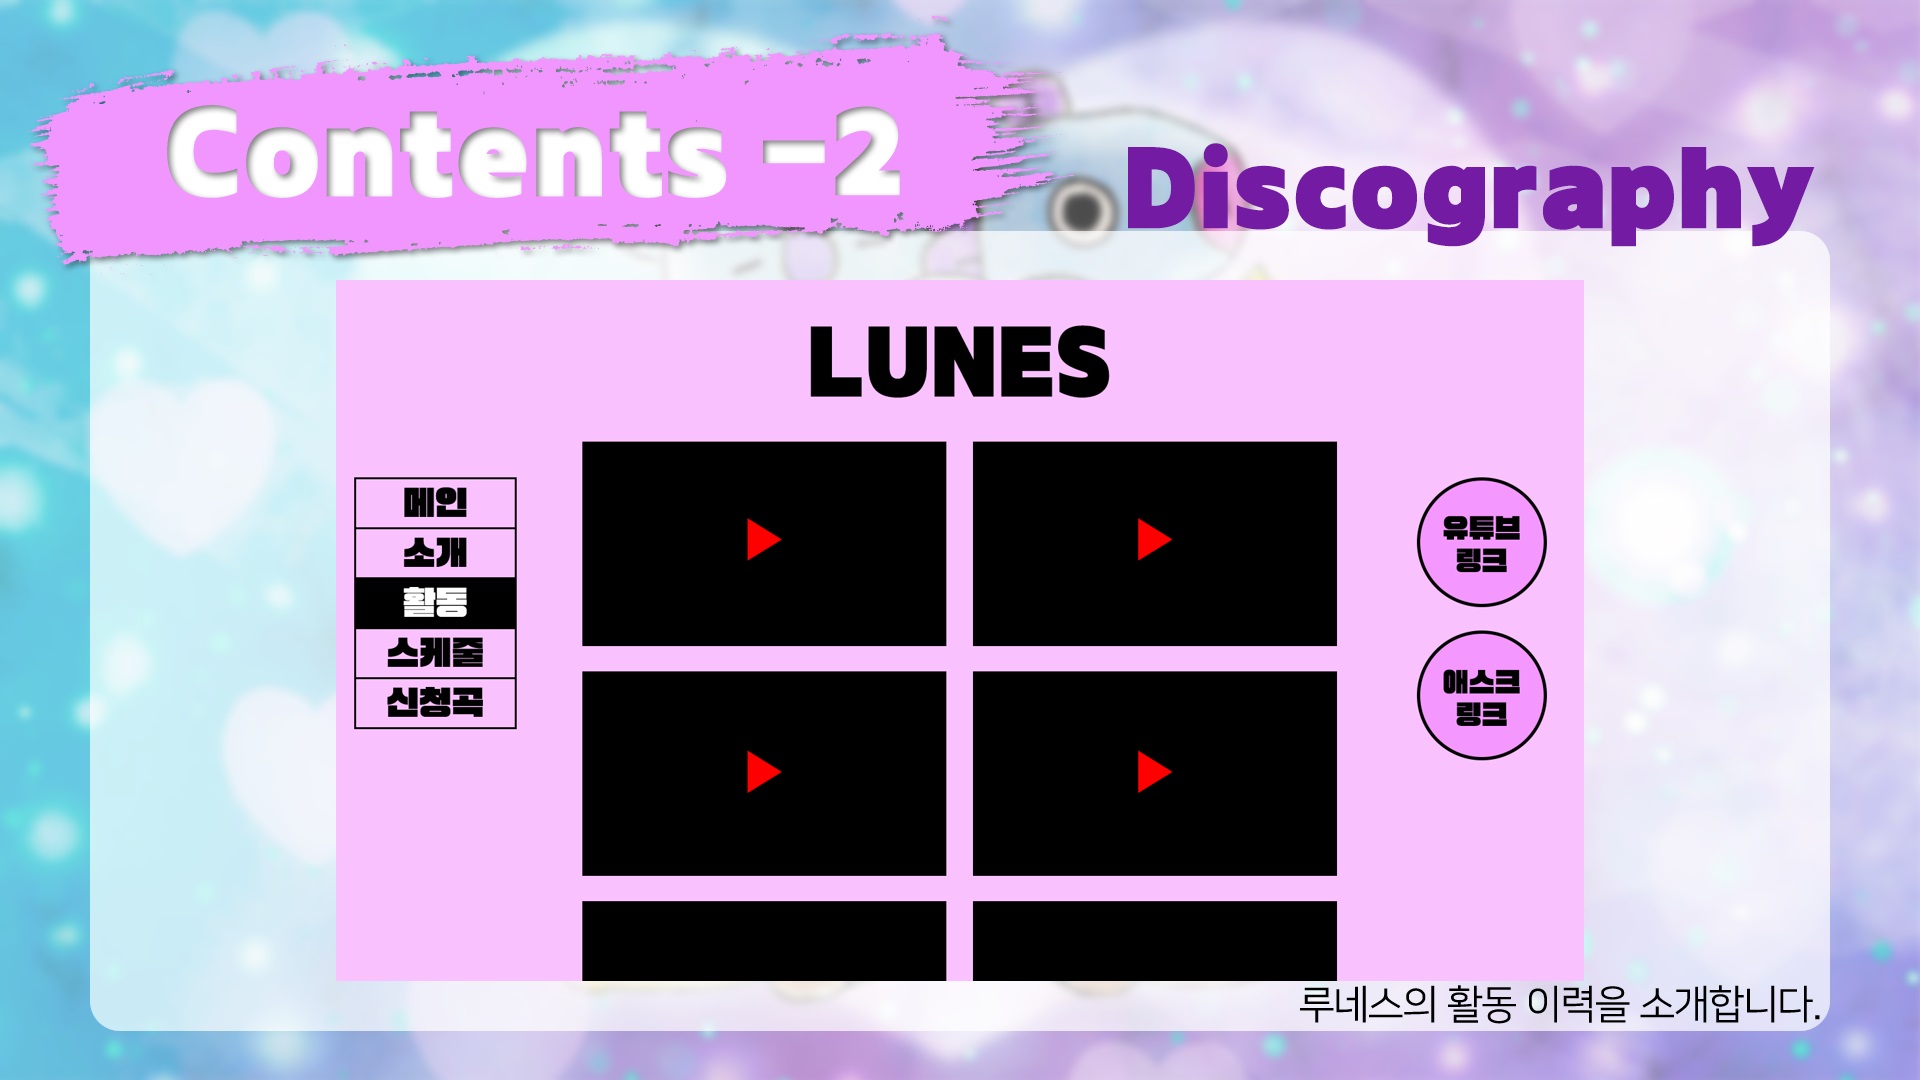 Contents -2
Discography
LUNES
메인
소개
활동
스케줄
신청곡
유튜브
링크
애스크
링크
루네스의 활동 이력을 소개합니다.